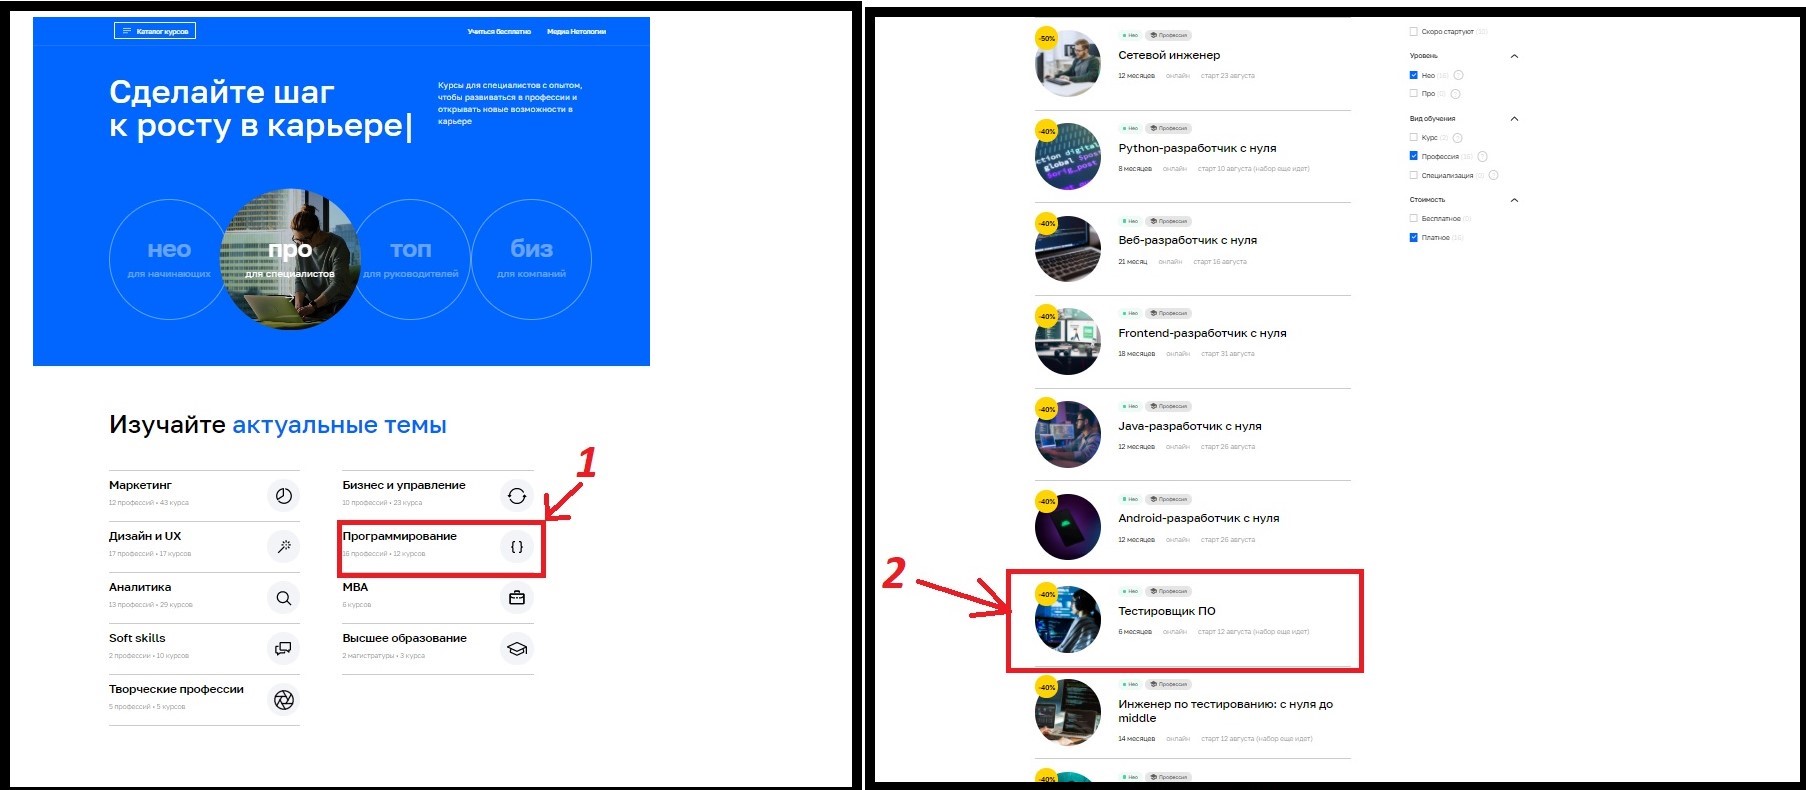 Каталог курсов
Учиться бесплатно Медиа Нетологии
Сделайте шаг
к росту в карьере|
Курсы для специалистов с опытом,
чтобы развиваться в профессии и
открывать новые возможности в
карьере
нео
для начинающих
про
для специалистов
топ
для руководителей
биз
для компаний
Изучайте актуальные темы
1
Маркетинг
12 профессий • 43 курса
Бизнес и управление
10 профессий • 23 курса
Дизайн и UX
17 профессий • 17 курсов
Программирование
16 профессий • 12 курсов
Аналитика
13 профессий • 29 курсов
MBA
6 курсов
Soft skills
2 профессии • 10 курсов
Высшее образование
2 магистратуры • 3 курса
Творческие профессии
5 профессий • 5 курсов
-50%
Нео Профессия
Сетевой инженер
12 месяцев онлайн старт 23 августа
-40%
Нео Профессия
Python-разработчик с нуля
8 месяцев онлайн старт 10 августа (набор еще идет)
-40%
Нео Профессия
Веб-разработчик с нуля
21 месяц онлайн старт 16 августа
-40%
Нео Профессия
Frontend-разработчик с нуля
18 месяцев онлайн старт 31 августа
-40%
Нео Профессия
Java-разработчик с нуля
12 месяцев онлайн старт 26 августа
-40%
Нео Профессия
Android-разработчик с нуля
12 месяцев онлайн старт 26 августа
2
-40%
Нео Профессия
Тестировщик ПО
6 месяцев онлайн старт 12 августа (набор еще идет)
-40%
Нео Профессия
Инженер по тестированию: с нуля до
middle
14 месяцев онлайн старт 12 августа (набор еще идет)
-40%
Нео Профессия
Скоро стартуют
Уровень
Нео (16)
Про
Вид обучения
Курс
Профессия (16)
Специализация
Стоимость
Бесплатное
Платное (16)